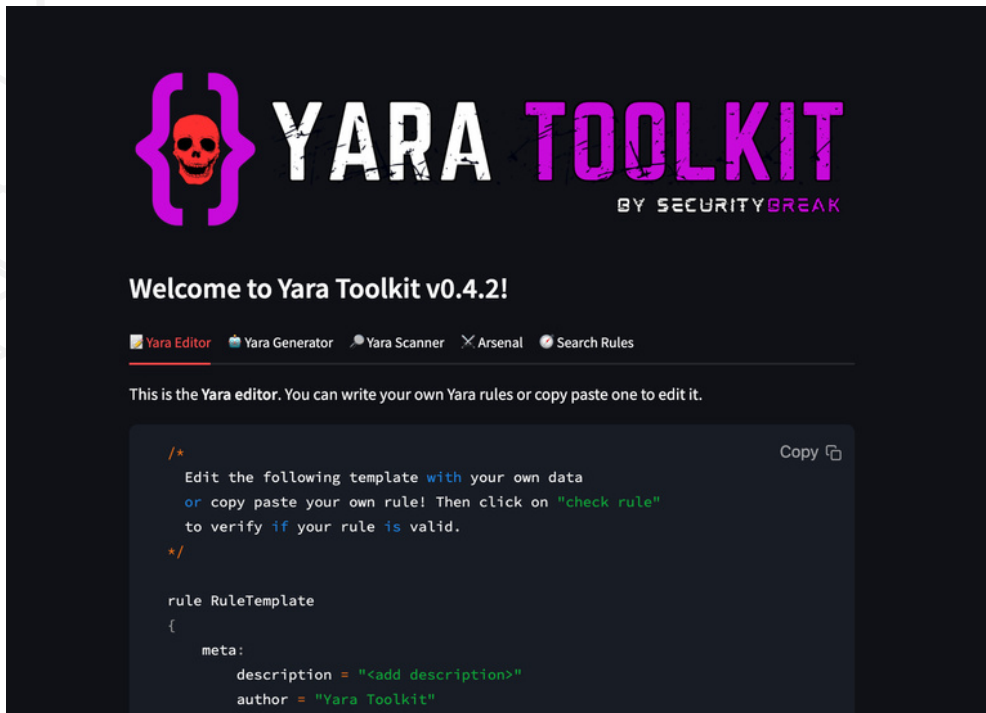 YARA TOOLKIT
BY SECURITYBREAK
Welcome to Yara Toolkit v0.4.2!
Yara Editor Yara Generator Yara Scanner Arsenal Search Rules
This is the Yara editor. You can write your own Yara rules or copy paste one to edit it.
Copy
/*
Edit the following template with your own data
or copy paste your own rule! Then click on "check rule"
to verify if your rule is valid.
*/
rule RuleTemplate
{
meta:
description = "<add description>"
author = "Yara Toolkit"